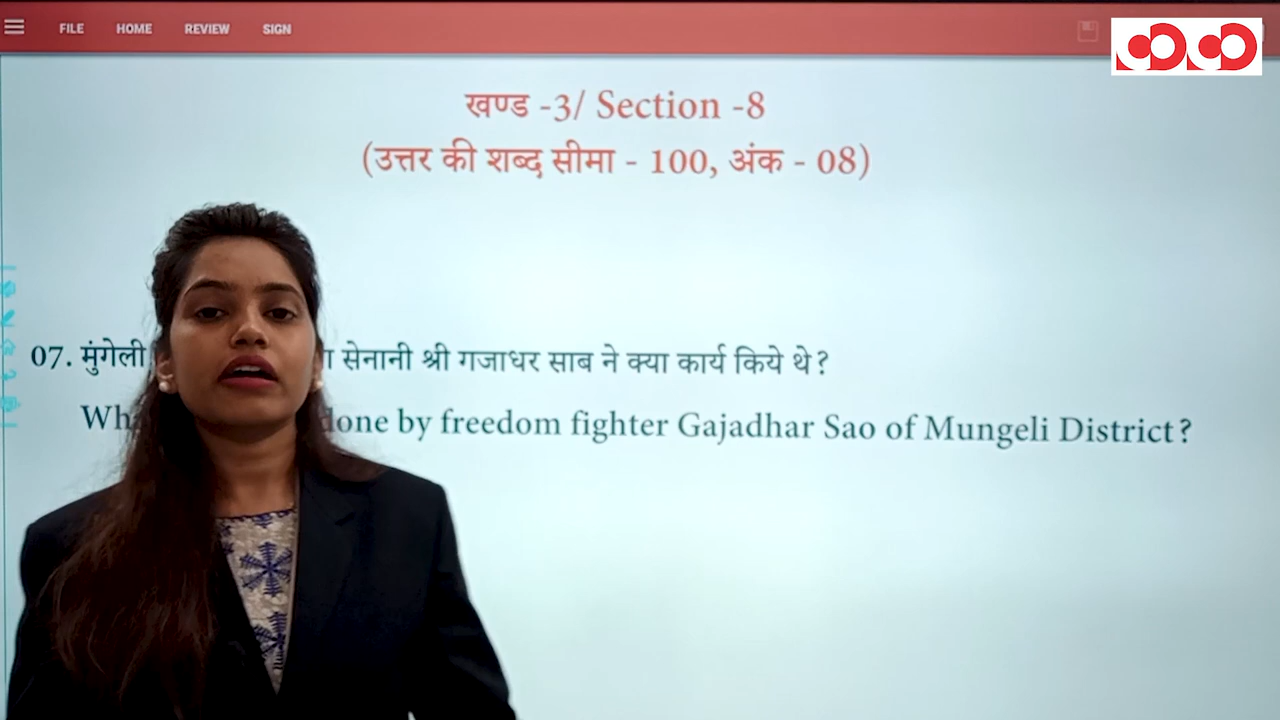 FILE HOME REVIEW SIGN
खण्ड -3/ Section -8
(उत्तर की शब्द सीमा - 100, अंक - 08)
07. मुंगेली सेनानी श्री गजाधर साब ने क्या कार्य किये थे?
done by freedom fighter Gajadhar Sao of Mungeli District?